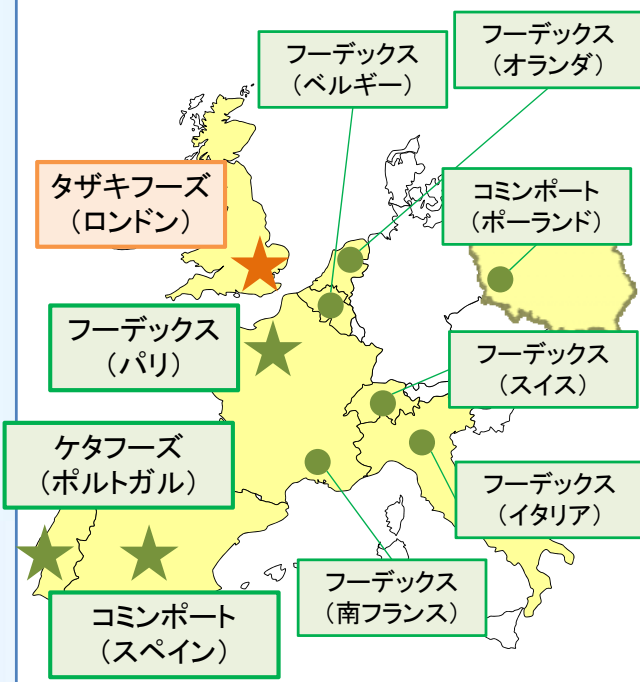 フーデックス
（オランダ）
フーデックス
（ベルギー）
タザキフーズ
（ロンドン）
コミンポート
（ポーランド）
フーデックス
（パリ）
フーデックス
（スイス）
ケタフーズ
（ポルトガル）
フーデックス
（イタリア）
フーデックス
（南フランス）
コミンポート
（スペイン）